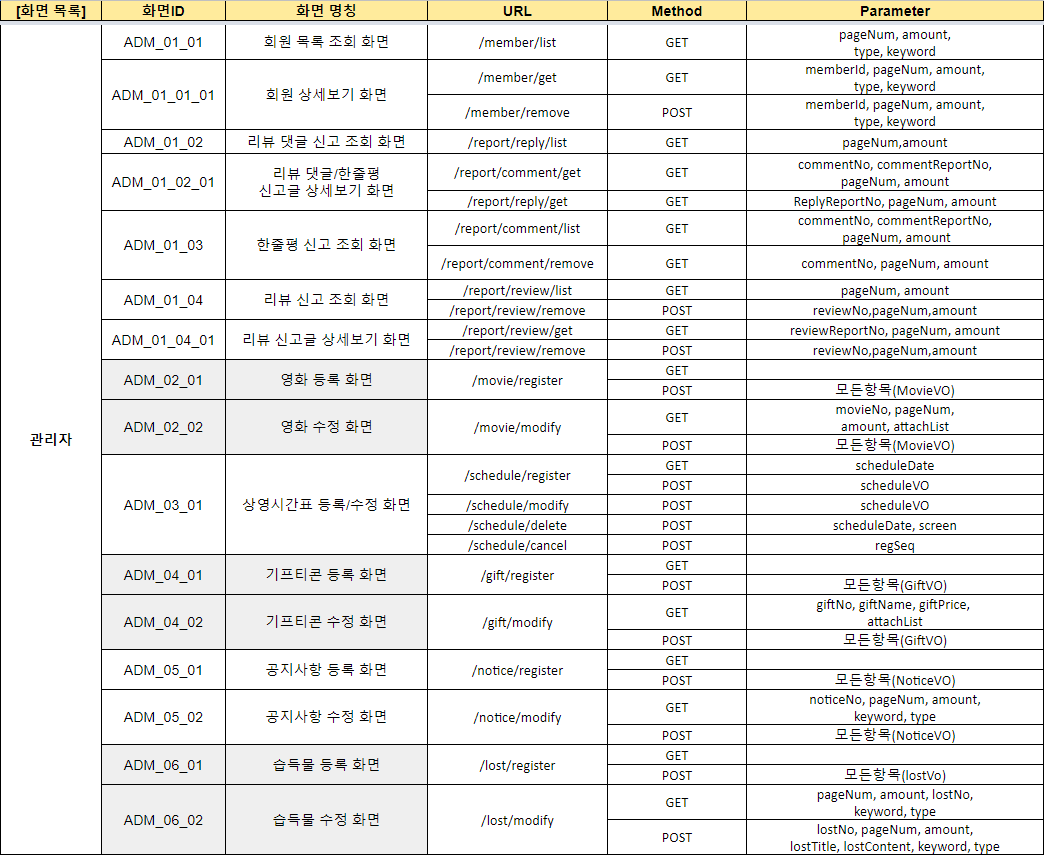 [화면 목록] 화면ID 화면 명칭 URL Method Parameter
관리자
ADM_01_01 회원 목록 조회 화면 /member/list GET pageNum, amount,
type, keyword
ADM_01_01_01 회원 상세보기 화면 /member/get GET memberId, pageNum, amount,
type, keyword
/member/remove POST memberId, pageNum, amount,
type, keyword
ADM_01_02 리뷰 댓글 신고 조회 화면 /report/reply/list GET pageNum,amount
ADM_01_02_01 리뷰 댓글/한줄평
신고글 상세보기 화면 /report/comment/get GET commentNo, commentReportNo,
pageNum, amount
/report/reply/get GET ReplyReportNo, pageNum, amount
ADM_01_03 한줄평 신고 조회 화면 /report/comment/list GET commentNo, commentReportNo,
pageNum, amount
/report/comment/remove GET commentNo, pageNum, amount
ADM_01_04 리뷰 신고 조회 화면 /report/review/list GET pageNum, amount
/report/review/remove POST reviewNo,pageNum,amount
ADM_01_04_01 리뷰 신고글 상세보기 화면 /report/review/get GET reviewReportNo, pageNum, amount
/report/review/remove POST reviewNo,pageNum,amount
ADM_02_01 영화 등록 화면 /movie/register GET
POST 모든항목(MovieVO)
ADM_02_02 영화 수정 화면 /movie/modify GET movieNo, pageNum,
amount, attachList
POST 모든항목(MovieVO)
ADM_03_01 상영시간표 등록/수정 화면 /schedule/register GET scheduleDate
POST scheduleVO
/schedule/modify POST scheduleVO
/schedule/delete POST scheduleDate, screen
/schedule/cancel POST regSeq
ADM_04_01 기프티콘 등록 화면 /gift/register GET
POST 모든항목(GiftVO)
ADM_04_02 기프티콘 수정 화면 /gift/modify GET giftNo, giftName, giftPrice,
attachList
POST 모든항목(GiftVO)
ADM_05_01 공지사항 등록 화면 /notice/register GET
POST 모든항목(NoticeVO)
ADM_05_02 공지사항 수정 화면 /notice/modify GET noticeNo, pageNum, amount,
keyword, type
POST 모든항목(NoticeVO)
ADM_06_01 습득물 등록 화면 /lost/register GET
POST 모든항목(lostVo)
ADM_06_02 습득물 수정 화면 /lost/modify GET pageNum, amount, lostNo,
keyword, type
POST lostNo, pageNum, amount,
lostTitle, lostContent, keyword, type